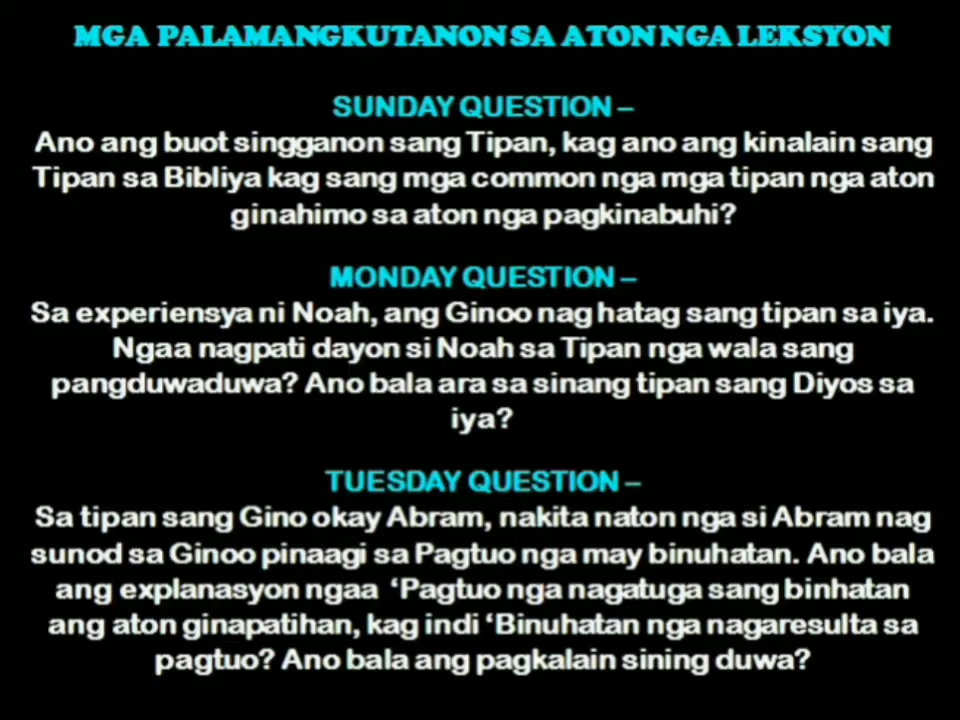 MGA PALAMANGKUTANON SA ATON NGA LEKSYON
SUNDAY QUESTION –
Ano ang buot singganon sang Tipan, kag ano ang kinalain sang
Tipan sa Bibliya kag sang mga common nga mga tipan nga aton
ginahimo sa aton nga pagkinabuhi?
MONDAY QUESTION –
Sa experiensya ni Noah, ang Ginoo nag hatag sang tipan sa iya.
Ngaa nagpati dayon si Noah sa Tipan nga wala sang
pangduwaduwa? Ano bala ara sa sinang tipan sang Diyos sa
iya?
TUESDAY QUESTION –
Sa tipan sang Gino okay Abram, nakita naton nga si Abram nag
sunod sa Ginoo pinaagi sa Pagtuo nga may binuhatan. Ano bala
ang explanasyon ngaa ‘Pagtuo nga nagatuga sang binhatan
ang aton ginapatihan, kag indi ‘Binuhatan nga nagaresulta sa
pagtuo? Ano bala ang pagkalain sining duwa?